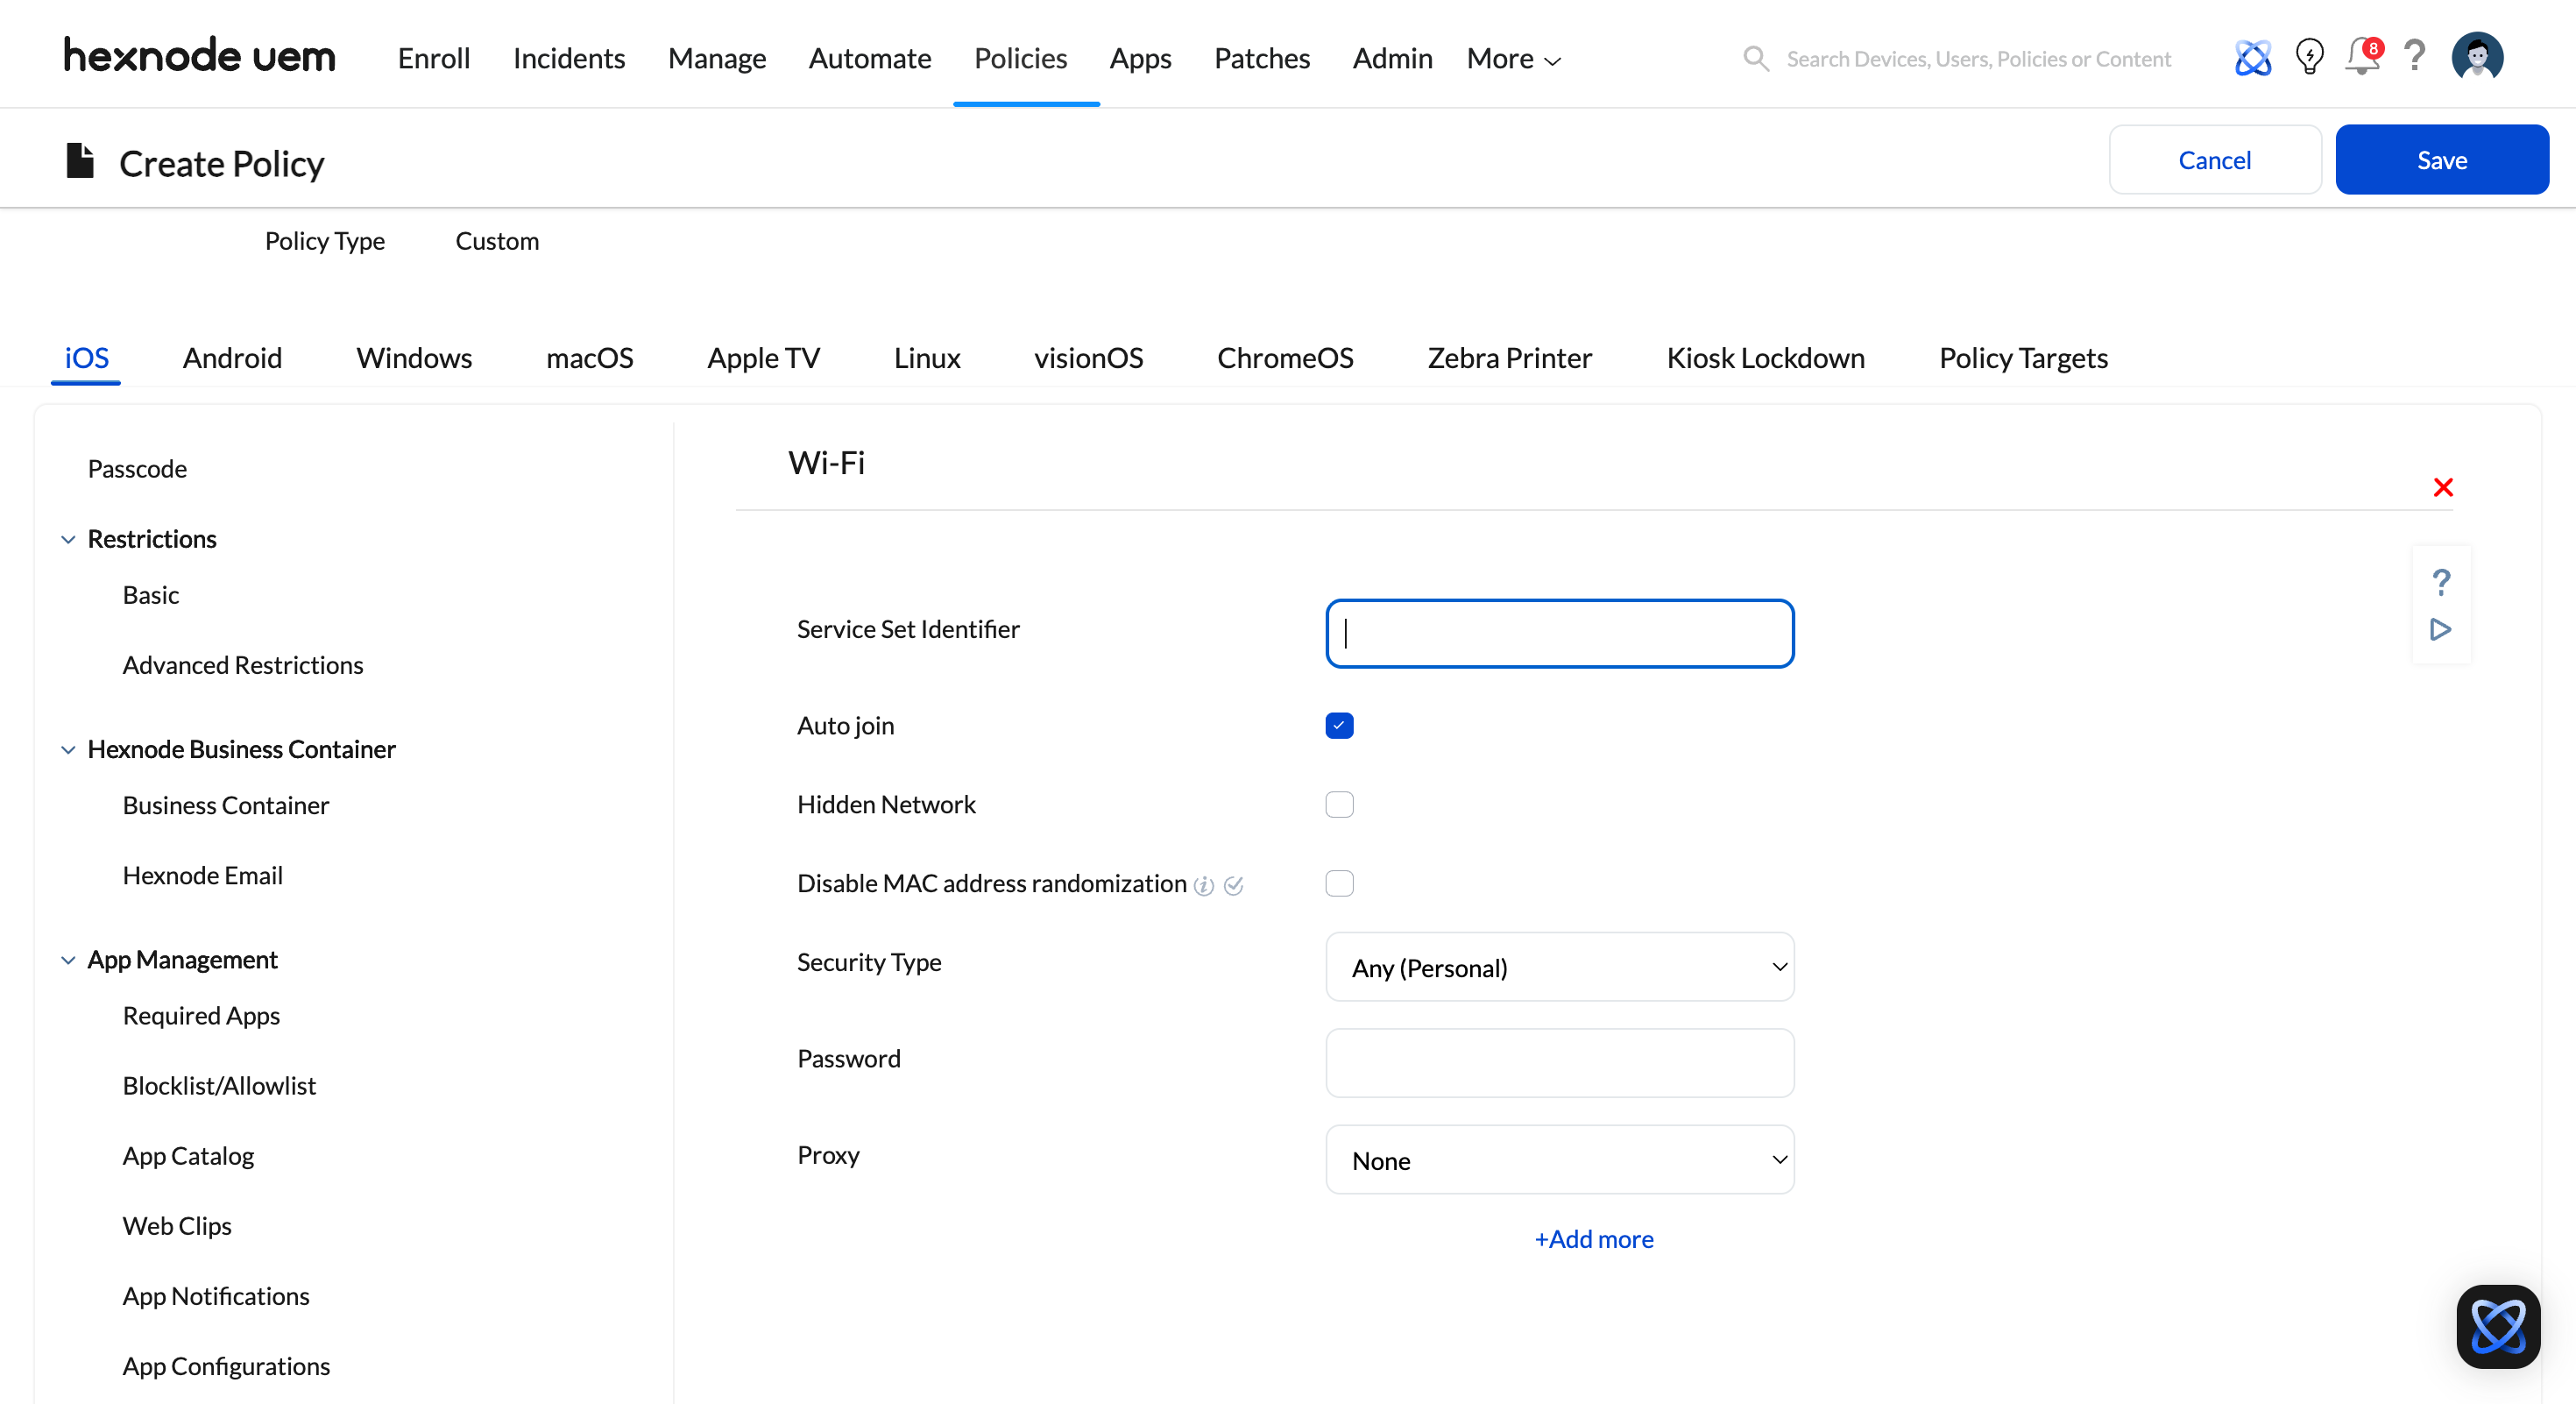 hexnode uem
Enroll
Incidents
Manage
Automate
Policies
Apps
Patches
Admin
More
Search Devices, Users, Policies or Content
8
?
Create Policy
Cancel
Save
Policy Type
Custom
iOS
Android
Windows
macOS
Apple TV
Linux
visionOS
ChromeOS
Zebra Printer
Kiosk Lockdown
Policy Targets
Passcode
Restrictions
Basic
Advanced Restrictions
Hexnode Business Container
Business Container
Hexnode Email
App Management
Required Apps
Blocklist/Allowlist
App Catalog
Web Clips
App Notifications
App Configurations
Wi-Fi
?
Service Set Identifier
Auto join
Hidden Network
Disable MAC address randomization
Security Type
Any (Personal)
Password
Proxy
None
+Add more